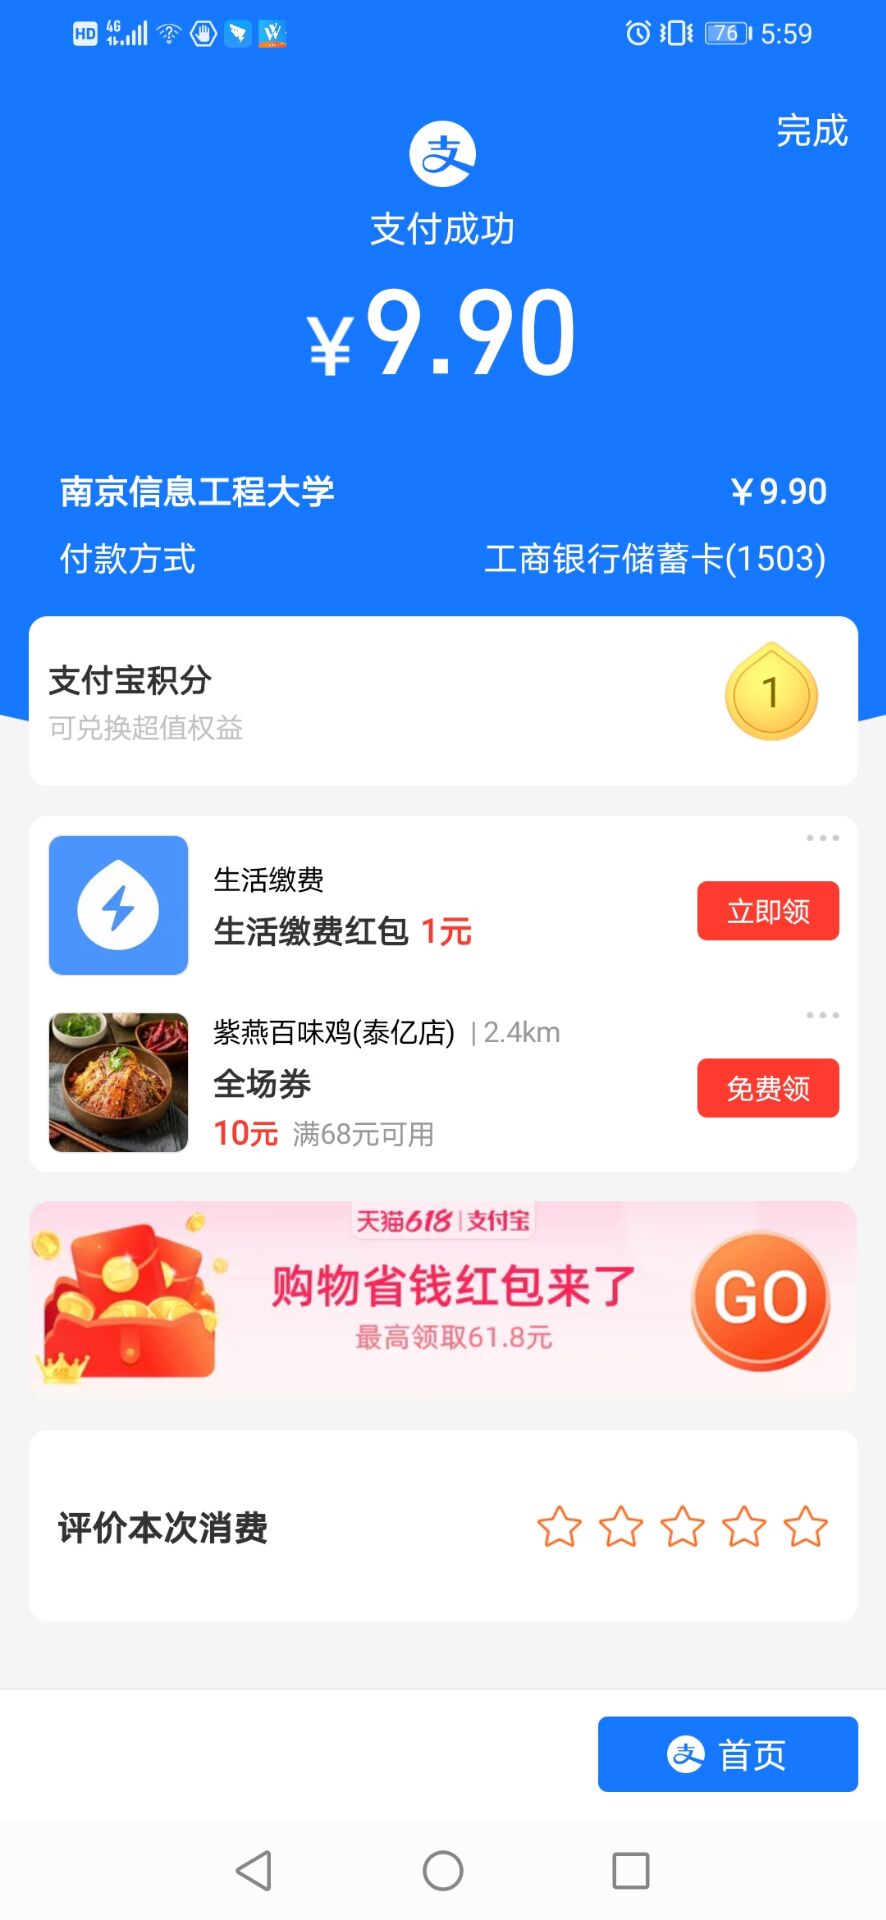 HD 4G 76 5:59
完成
支
支付成功
¥9.90
南京信息工程大学 ¥9.90
付款方式 工商银行储蓄卡(1503)
支付宝积分
可兑换超值权益
1
生活缴费
生活缴费红包 1元
立即领
紫燕百味鸡(泰亿店) | 2.4km
全场券
10元 满68元可用
免费领
天猫618|支付宝
购物省钱红包来了
最高领取61.8元
GO
评价本次消费
支 首页